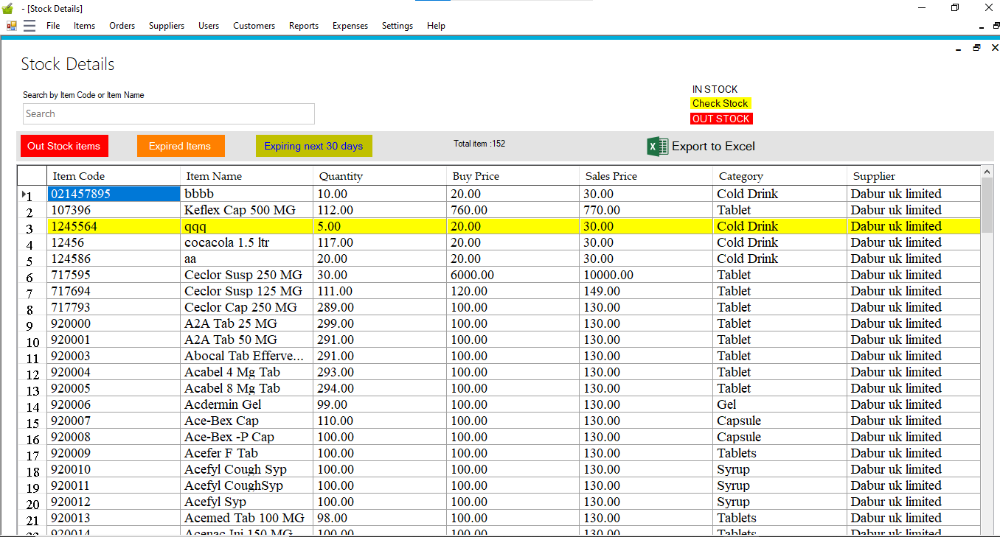 - [Stock Details]
File Items Orders Suppliers Users Customers Reports Expenses Settings Help
Stock Details
Search by Item Code or Item Name
Search
IN STOCK
Check Stock
OUT STOCK
Out Stock items Expired Items Expiring next 30 days Total item :152 Export to Excel
Item Code Item Name Quantity Buy Price Sales Price Category Supplier
1 021457895 bbbb 10.00 20.00 30.00 Cold Drink Dabur uk limited
2 107396 Keflex Cap 500 MG 112.00 760.00 770.00 Tablet Dabur uk limited
3 1245564 qqq 5.00 20.00 30.00 Cold Drink Dabur uk limited
4 12456 cocacola 1.5 ltr 117.00 20.00 30.00 Cold Drink Dabur uk limited
5 124586 aa 20.00 20.00 30.00 Cold Drink Dabur uk limited
6 717595 Ceclor Susp 250 MG 30.00 6000.00 10000.00 Tablet Dabur uk limited
7 717694 Ceclor Susp 125 MG 111.00 120.00 149.00 Tablet Dabur uk limited
8 717793 Ceclor Cap 250 MG 289.00 100.00 130.00 Tablet Dabur uk limited
9 920000 A2A Tab 25 MG 299.00 100.00 130.00 Tablet Dabur uk limited
10 920001 A2A Tab 50 MG 291.00 100.00 130.00 Tablet Dabur uk limited
11 920003 Abocal Tab Efferve... 291.00 100.00 130.00 Tablet Dabur uk limited
12 920004 Acabel 4 Mg Tab 293.00 100.00 130.00 Tablet Dabur uk limited
13 920005 Acabel 8 Mg Tab 294.00 100.00 130.00 Tablet Dabur uk limited
14 920006 Acdermin Gel 99.00 100.00 130.00 Gel Dabur uk limited
15 920007 Ace-Bex Cap 110.00 100.00 130.00 Capsule Dabur uk limited
16 920008 Ace-Bex -P Cap 100.00 100.00 130.00 Capsule Dabur uk limited
17 920009 Acefer F Tab 100.00 100.00 130.00 Tablets Dabur uk limited
18 920010 Acefyl Cough Syp 100.00 100.00 130.00 Syrup Dabur uk limited
19 920011 Acefyl CoughSyp 100.00 100.00 130.00 Syrup Dabur uk limited
20 920012 Acefyl Syp 100.00 100.00 130.00 Syrup Dabur uk limited
21 920013 Acemed Tab 100 MG 98.00 100.00 130.00 Tablets Dabur uk limited
22 920014 Acenac Inj 150 MG 100.00 100.00 130.00 Tablets Dabur uk limited